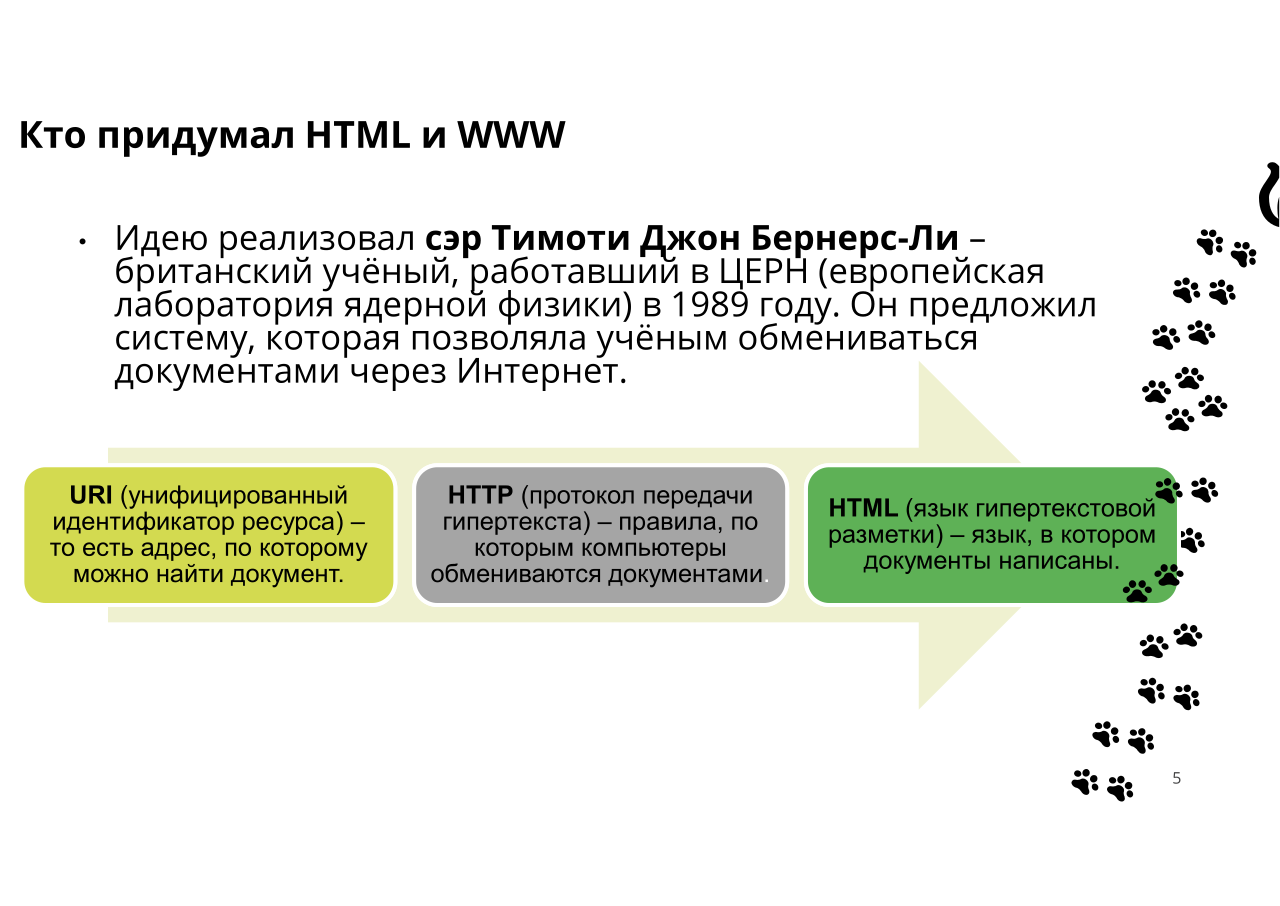 Кто придумал HTML и WWW
• Идею реализовал сэр Тимоти Джон Бернерс-Ли –
британский учёный, работавший в ЦЕРН (европейская
лаборатория ядерной физики) в 1989 году. Он предложил
систему, которая позволяла учёным обмениваться
документами через Интернет.
URI (унифицированный
идентификатор ресурса) –
то есть адрес, по которому
можно найти документ.
HTTP (протокол передачи
гипертекста) – правила, по
которым компьютеры
обмениваются документами.
HTML (язык гипертекстовой
разметки) – язык, в котором
документы написаны.
5